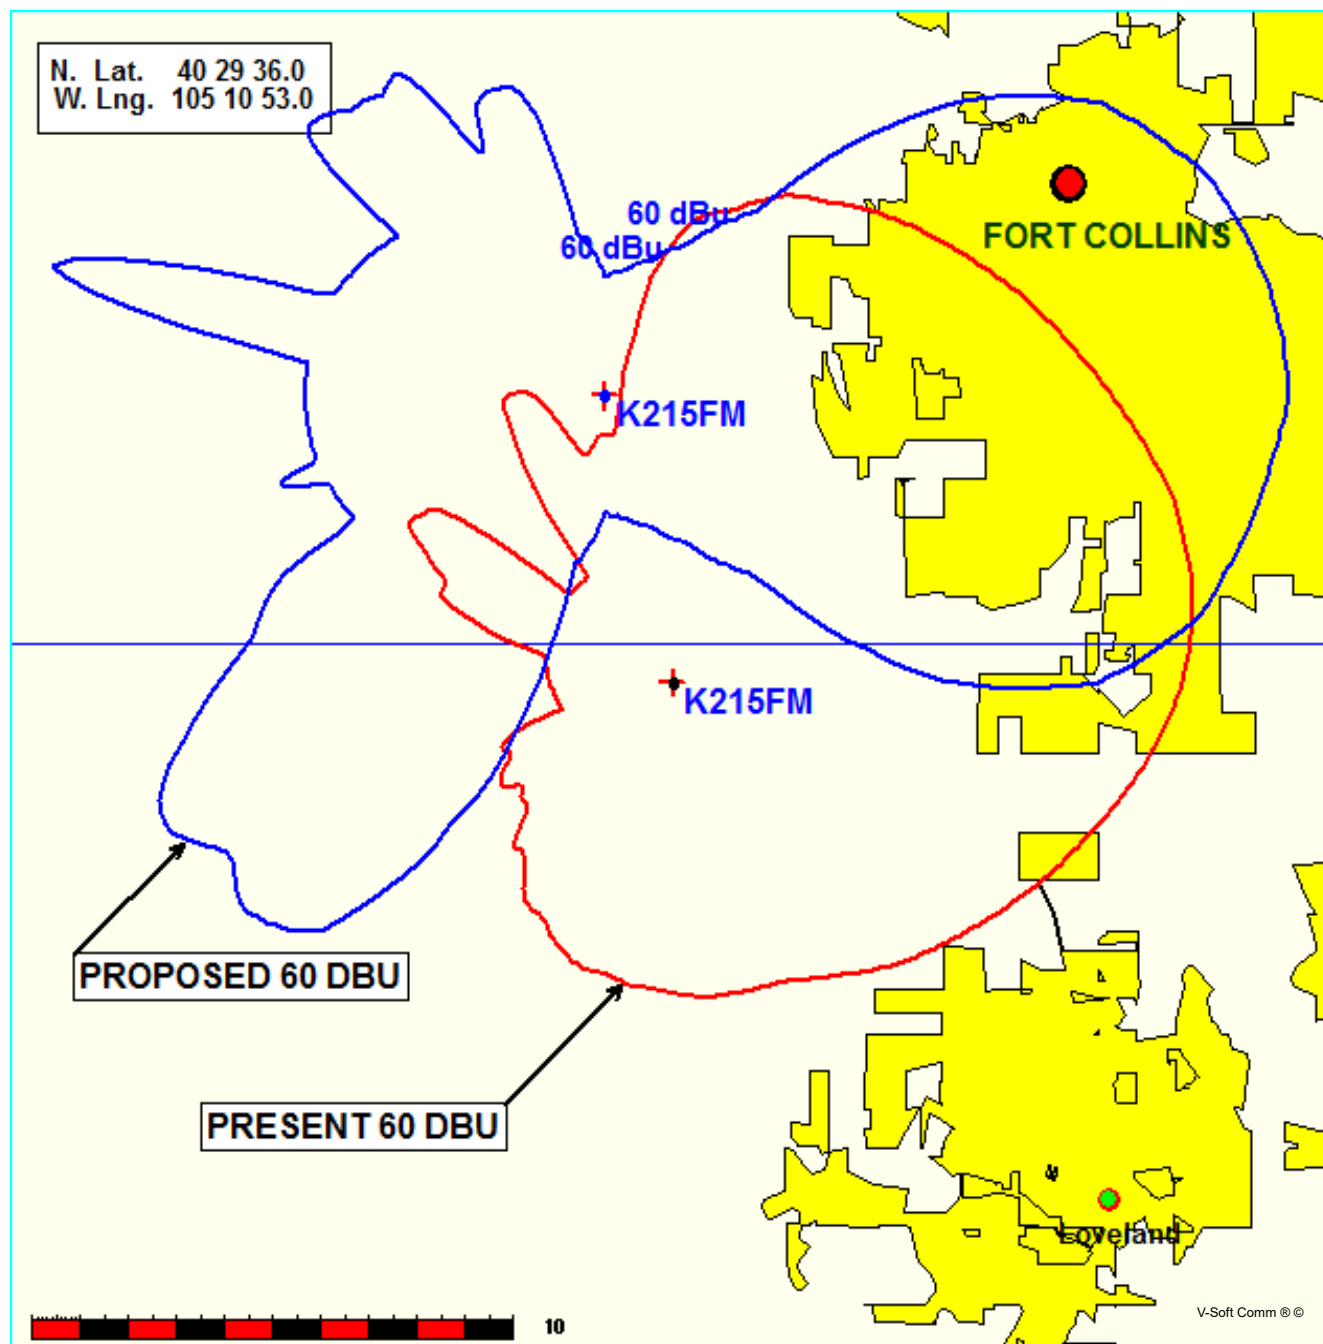 N. Lat. 40 29 36.0
W. Lng. 105 10 53.0
60 dBu
60 dBu
FORT COLLINS
K215FM
K215FM
PROPOSED 60 DBU
PRESENT 60 DBU
Loveland
10
V-Soft Comm ® ©